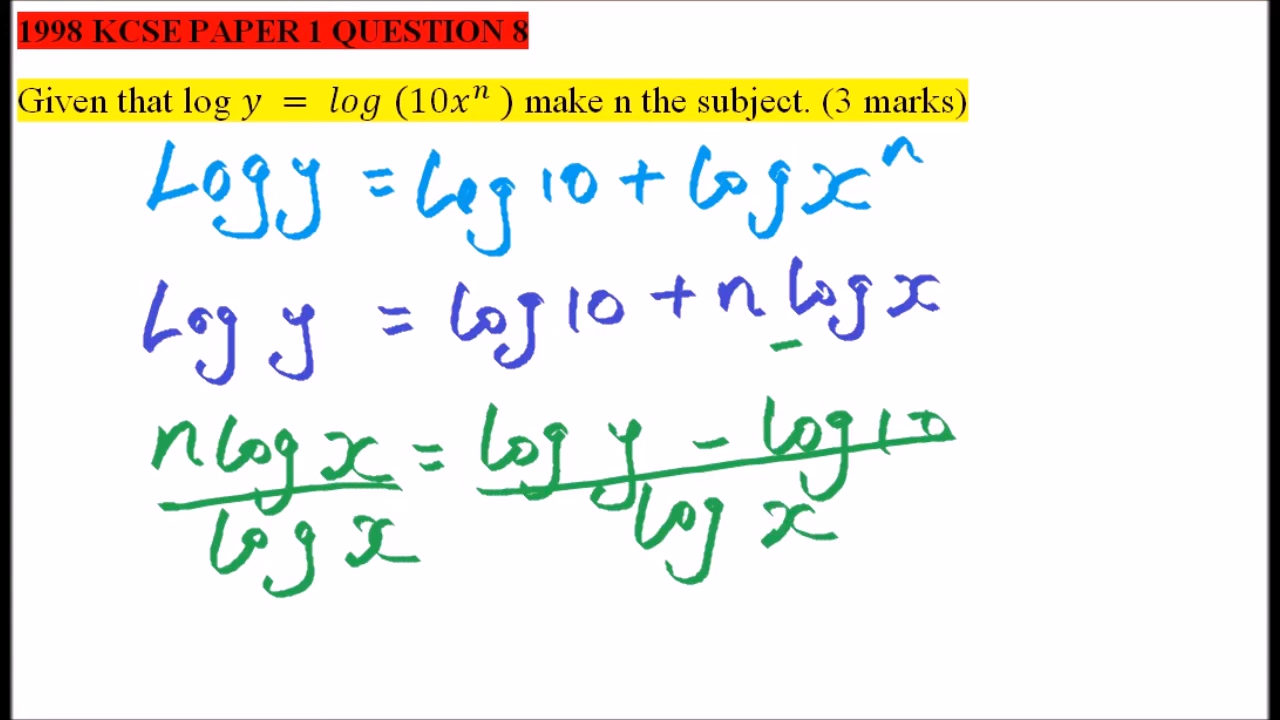 1998 KCSE PAPER 1 QUESTION 8
Given that log y = log (10xⁿ ) make n the subject. (3 marks)
Log y = log 10 + log xⁿ
Log y = log 10 + n log x
n log x = log y - log 10
log x log x